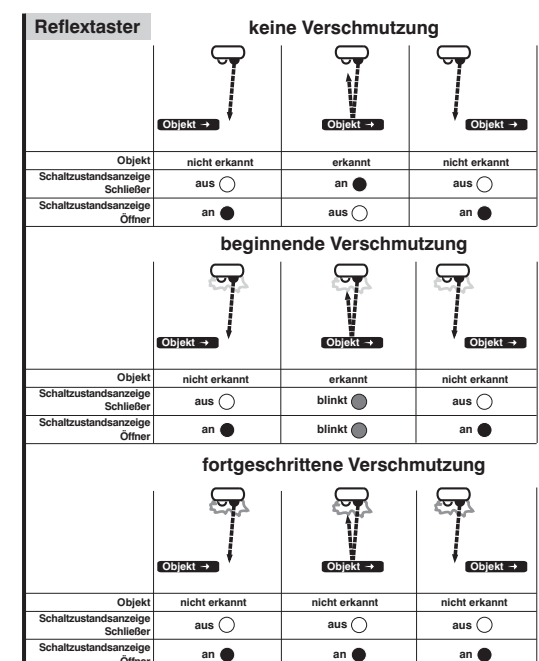 Reflextaster
keine Verschmutzung
Objekt → Objekt → Objekt →
Objekt nicht erkannt erkannt nicht erkannt
Schaltzustandsanzeige
Schließer aus an aus
Schaltzustandsanzeige
Öffner an aus an
beginnende Verschmutzung
Objekt → Objekt → Objekt →
Objekt nicht erkannt erkannt nicht erkannt
Schaltzustandsanzeige
Schließer aus blinkt aus
Schaltzustandsanzeige
Öffner an blinkt an
fortgeschrittene Verschmutzung
Objekt → Objekt → Objekt →
Objekt nicht erkannt nicht erkannt nicht erkannt
Schaltzustandsanzeige
Schließer aus aus aus
Schaltzustandsanzeige
Öffner an an an